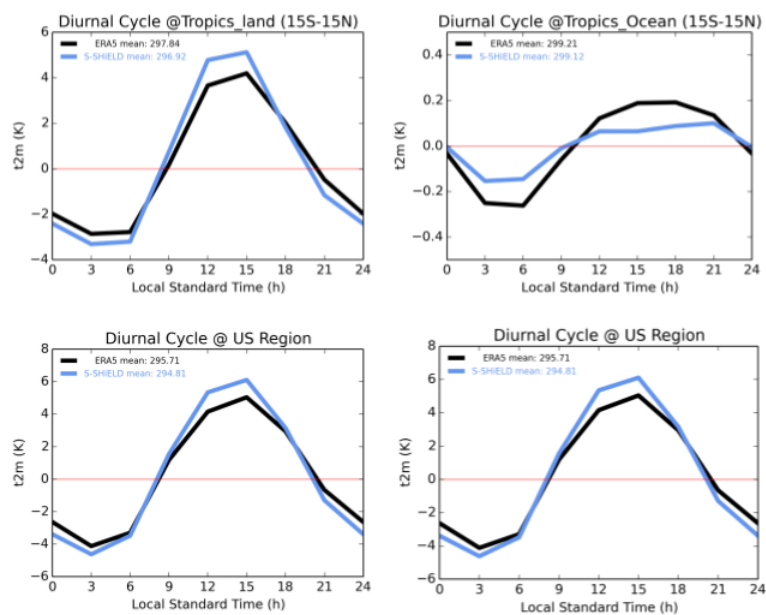 Diurnal Cycle @Tropics_land (15S-15N)
ERA5 mean: 297.84
S-SHiELD mean: 296.92
6
4
2
0
−2
−4
t2m (K)
0 3 6 9 12 15 18 21 24
Local Standard Time (h)
Diurnal Cycle @Tropics_Ocean (15S-15N)
ERA5 mean: 299.21
S-SHiELD mean: 299.12
0.4
0.2
0.0
−0.2
−0.4
t2m (K)
0 3 6 9 12 15 18 21 24
Local Standard Time (h)
Diurnal Cycle @ US Region
ERA5 mean: 295.71
S-SHiELD mean: 294.81
8
6
4
2
0
−2
−4
−6
t2m (K)
0 3 6 9 12 15 18 21 24
Local Standard Time (h)
Diurnal Cycle @ US Region
ERA5 mean: 295.71
S-SHiELD mean: 294.81
8
6
4
2
0
−2
−4
−6
t2m (K)
0 3 6 9 12 15 18 21 24
Local Standard Time (h)